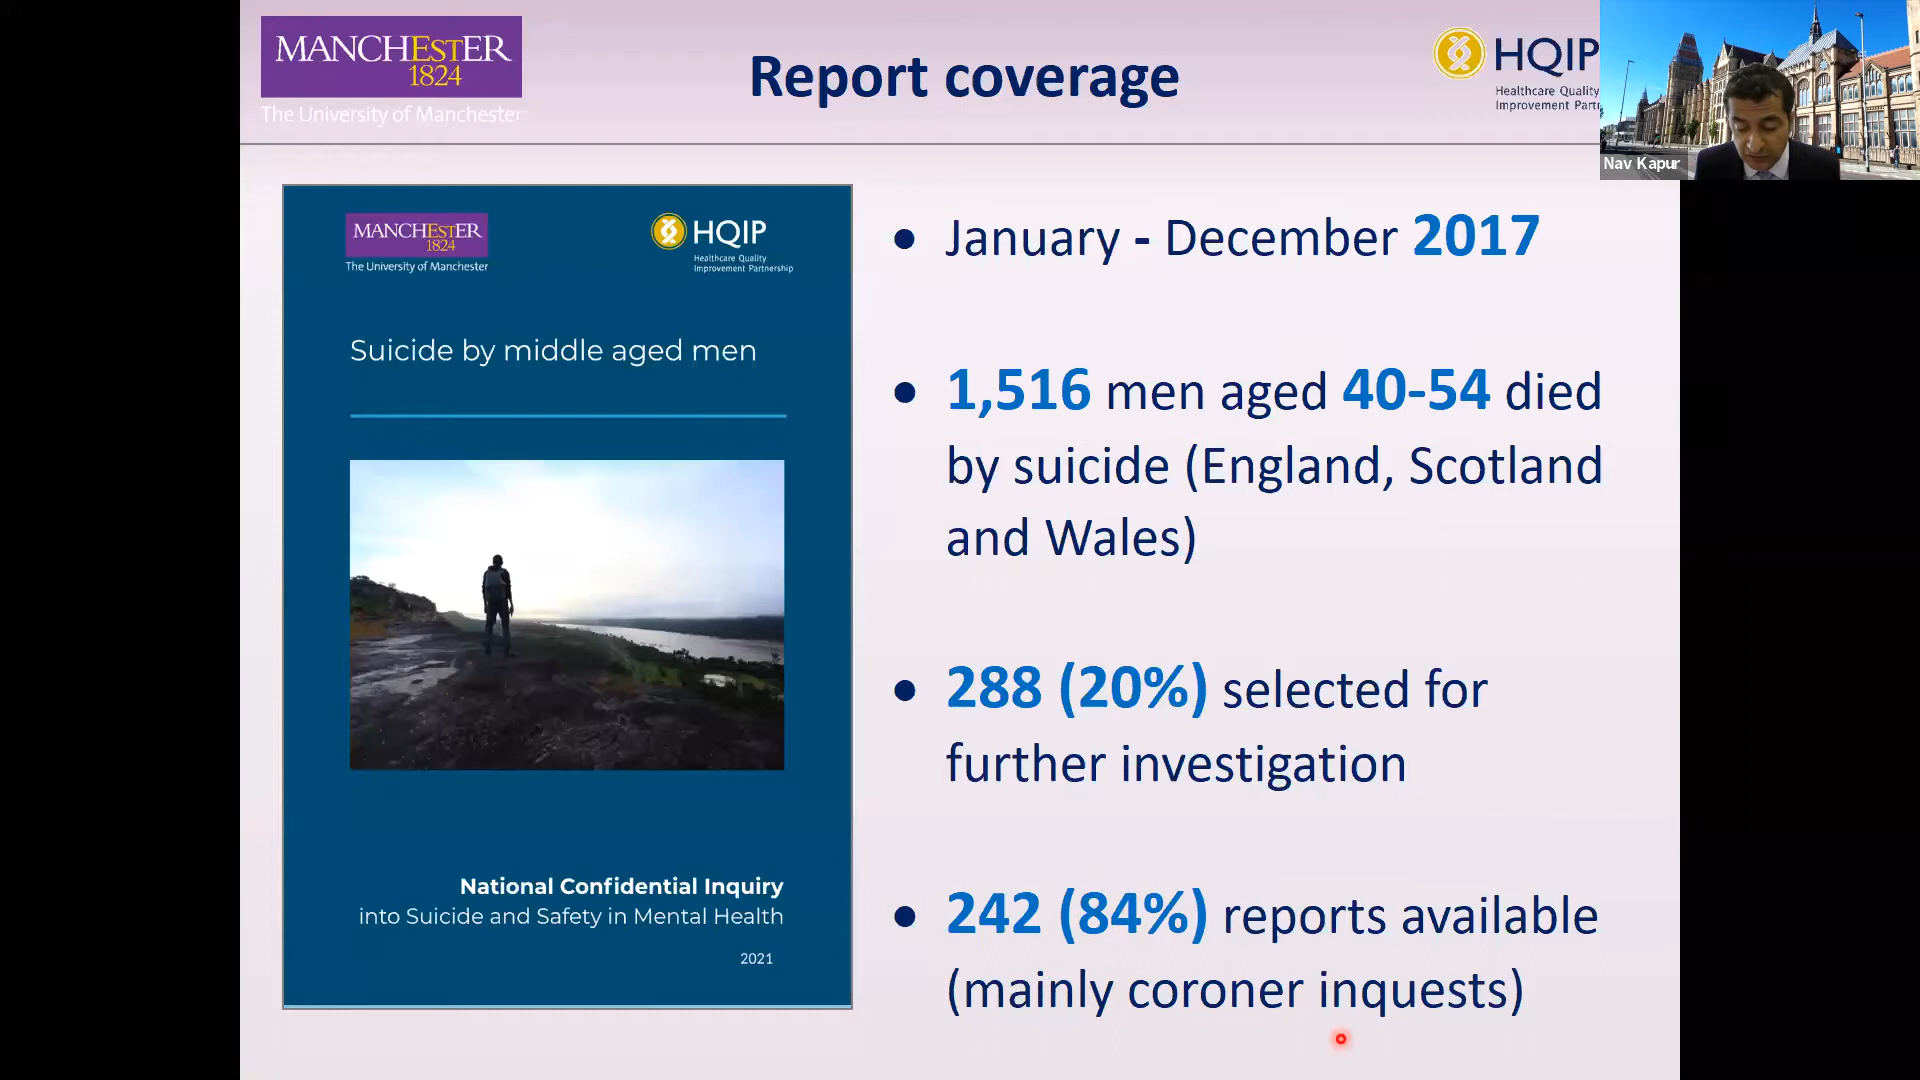 MANCHESTER
1824
The University of Manchester
Report coverage
HQIP
Healthcare Quality
Improvement
Nav Kapur
MANCHESTER
1824
The University of Manchester
HQIP
Healthcare Quality
Improvement Partnership
Suicide by middle aged men
National Confidential Inquiry
into Suicide and Safety in Mental Health
2021
• January - December 2017
• 1,516 men aged 40-54 died
by suicide (England, Scotland
and Wales)
• 288 (20%) selected for
further investigation
• 242 (84%) reports available
(mainly coroner inquests)